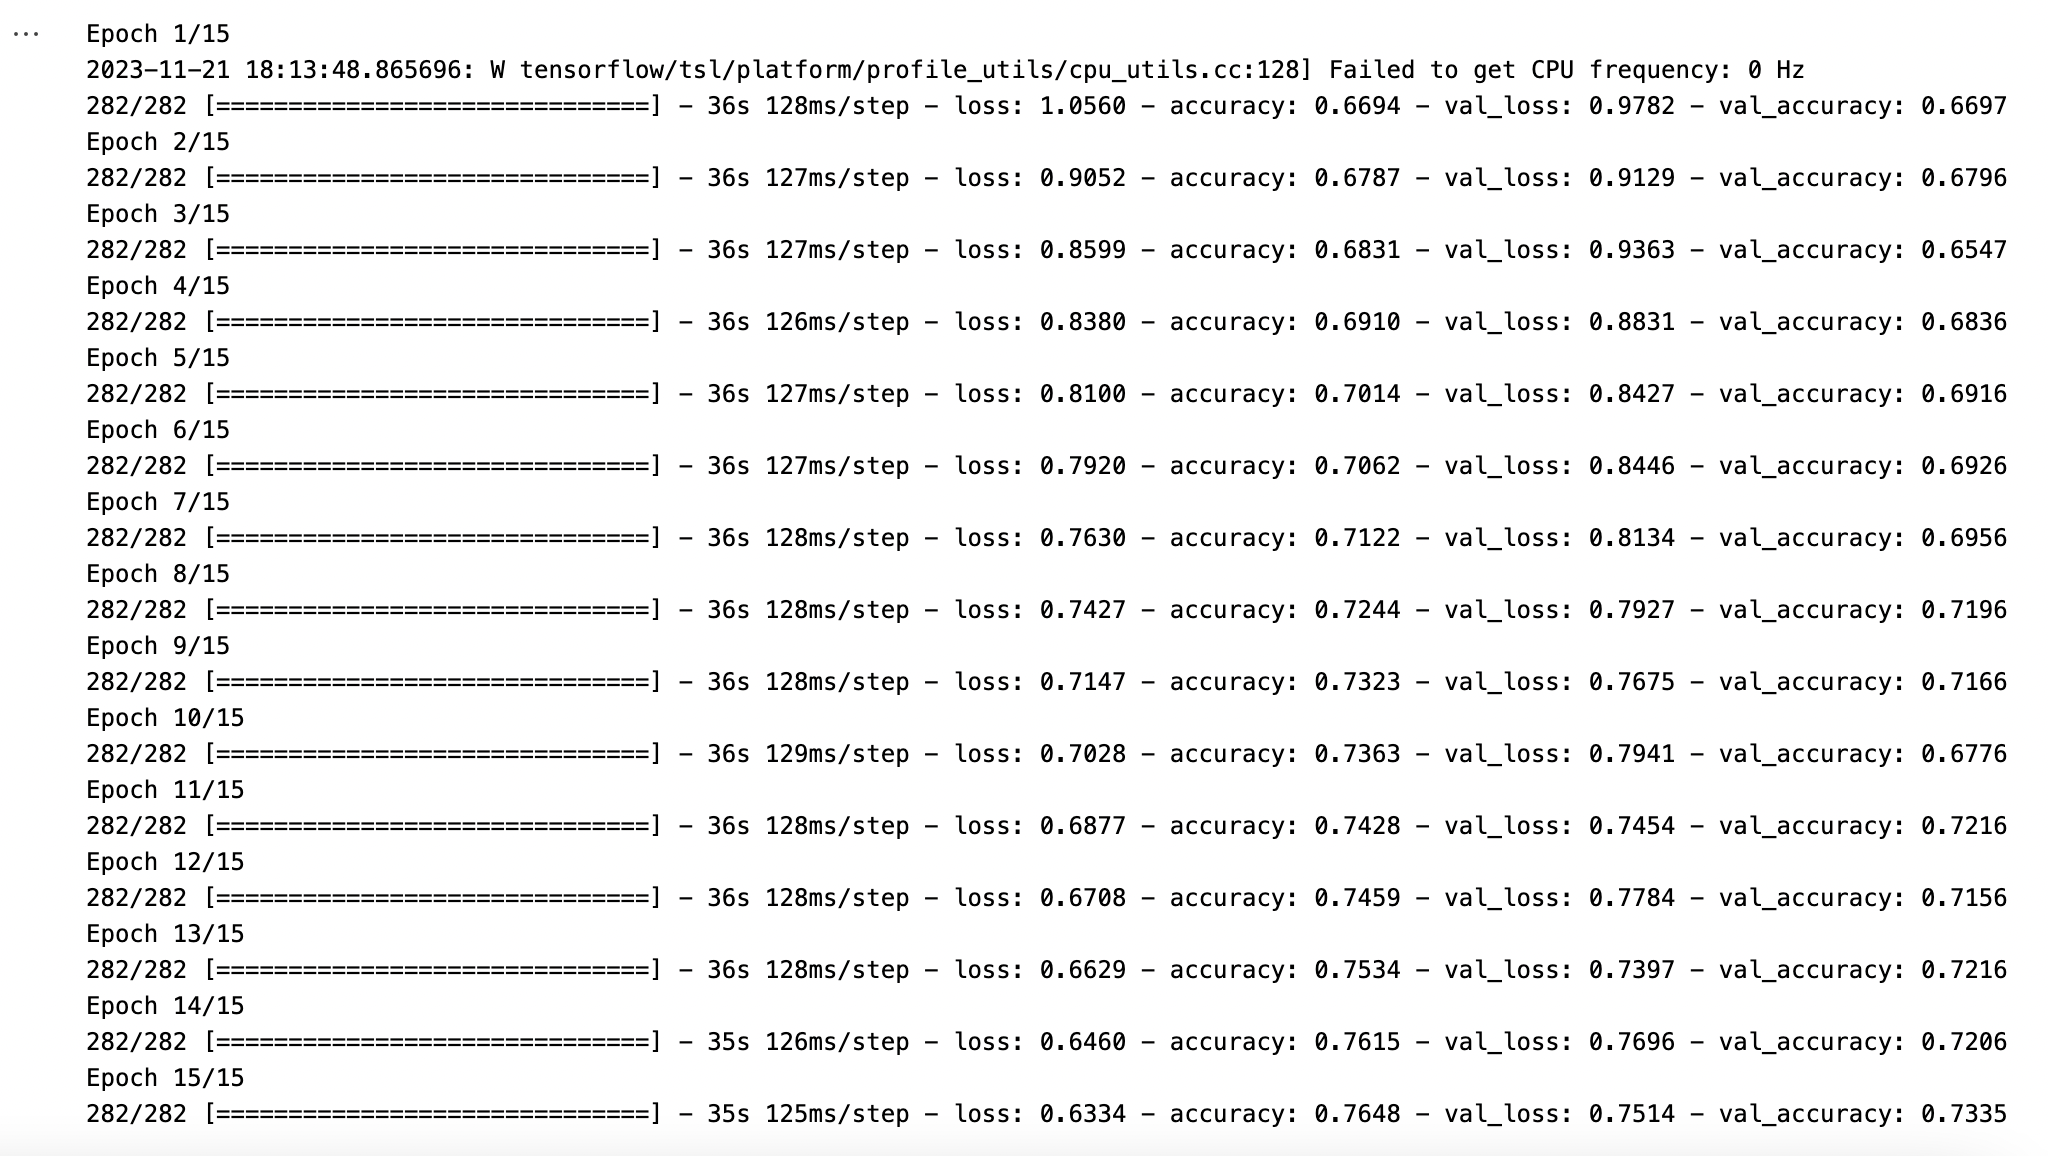 ...
Epoch 1/15
2023-11-21 18:13:48.865696: W tensorflow/tsl/platform/profile_utils/cpu_utils.cc:128] Failed to get CPU frequency: 0 Hz
282/282 [==============================] - 36s 128ms/step - loss: 1.0560 - accuracy: 0.6694 - val_loss: 0.9782 - val_accuracy: 0.6697
Epoch 2/15
282/282 [==============================] - 36s 127ms/step - loss: 0.9052 - accuracy: 0.6787 - val_loss: 0.9129 - val_accuracy: 0.6796
Epoch 3/15
282/282 [==============================] - 36s 127ms/step - loss: 0.8599 - accuracy: 0.6831 - val_loss: 0.9363 - val_accuracy: 0.6547
Epoch 4/15
282/282 [==============================] - 36s 126ms/step - loss: 0.8380 - accuracy: 0.6910 - val_loss: 0.8831 - val_accuracy: 0.6836
Epoch 5/15
282/282 [==============================] - 36s 127ms/step - loss: 0.8100 - accuracy: 0.7014 - val_loss: 0.8427 - val_accuracy: 0.6916
Epoch 6/15
282/282 [==============================] - 36s 127ms/step - loss: 0.7920 - accuracy: 0.7062 - val_loss: 0.8446 - val_accuracy: 0.6926
Epoch 7/15
282/282 [==============================] - 36s 128ms/step - loss: 0.7630 - accuracy: 0.7122 - val_loss: 0.8134 - val_accuracy: 0.6956
Epoch 8/15
282/282 [==============================] - 36s 128ms/step - loss: 0.7427 - accuracy: 0.7244 - val_loss: 0.7927 - val_accuracy: 0.7196
Epoch 9/15
282/282 [==============================] - 36s 128ms/step - loss: 0.7147 - accuracy: 0.7323 - val_loss: 0.7675 - val_accuracy: 0.7166
Epoch 10/15
282/282 [==============================] - 36s 129ms/step - loss: 0.7028 - accuracy: 0.7363 - val_loss: 0.7941 - val_accuracy: 0.6776
Epoch 11/15
282/282 [==============================] - 36s 128ms/step - loss: 0.6877 - accuracy: 0.7428 - val_loss: 0.7454 - val_accuracy: 0.7216
Epoch 12/15
282/282 [==============================] - 36s 128ms/step - loss: 0.6708 - accuracy: 0.7459 - val_loss: 0.7784 - val_accuracy: 0.7156
Epoch 13/15
282/282 [==============================] - 36s 128ms/step - loss: 0.6629 - accuracy: 0.7534 - val_loss: 0.7397 - val_accuracy: 0.7216
Epoch 14/15
282/282 [==============================] - 35s 126ms/step - loss: 0.6460 - accuracy: 0.7615 - val_loss: 0.7696 - val_accuracy: 0.7206
Epoch 15/15
282/282 [==============================] - 35s 125ms/step - loss: 0.6334 - accuracy: 0.7648 - val_loss: 0.7514 - val_accuracy: 0.7335